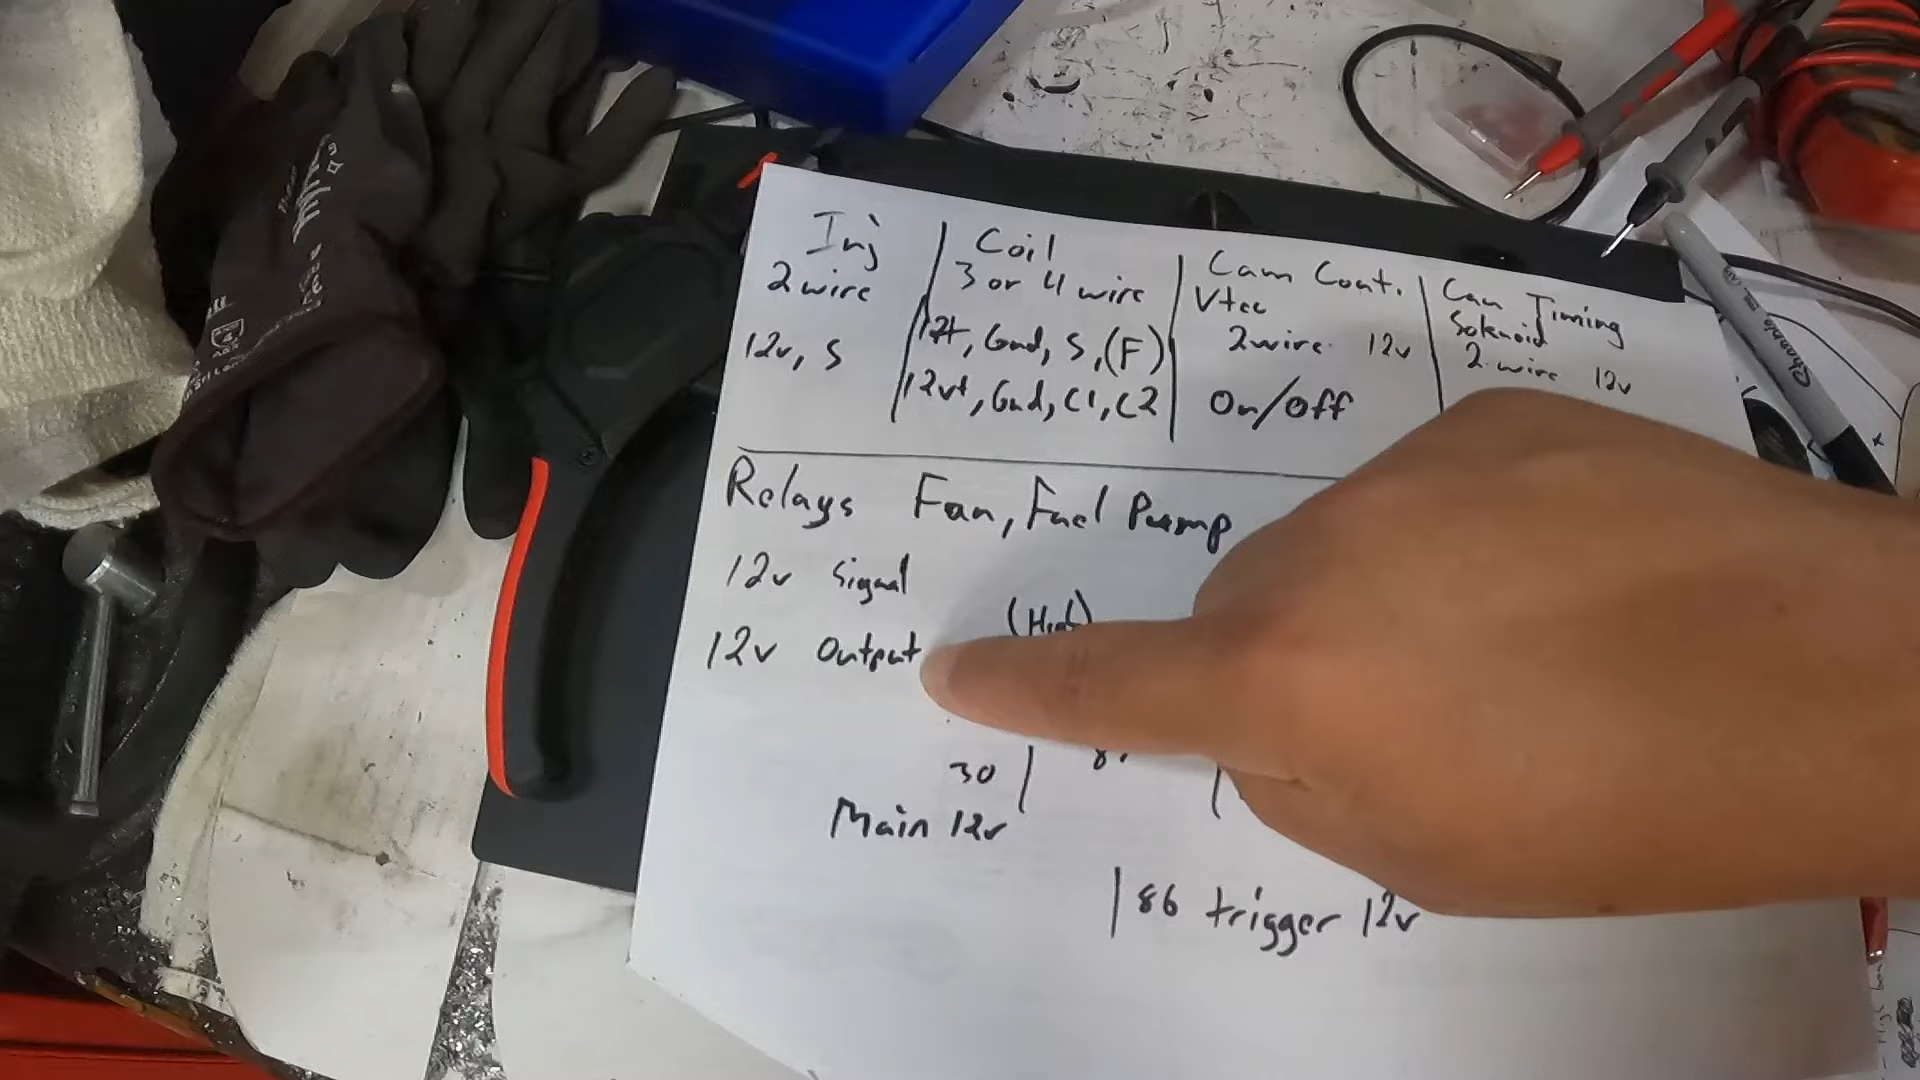 Inj
2 wire
12v, S
Coil
3 or 4 wire
12+, Gnd, S, (F)
12v+, Gnd, C1, C2
Cam Cont.
Vtec
2 wire 12v
On/Off
Cam Timing
Solenoid
2 wire 12v
Relays Fan, Fuel Pump
12v Signal
12v Output
30
Main 12v
86 trigger 12v
Sharpie